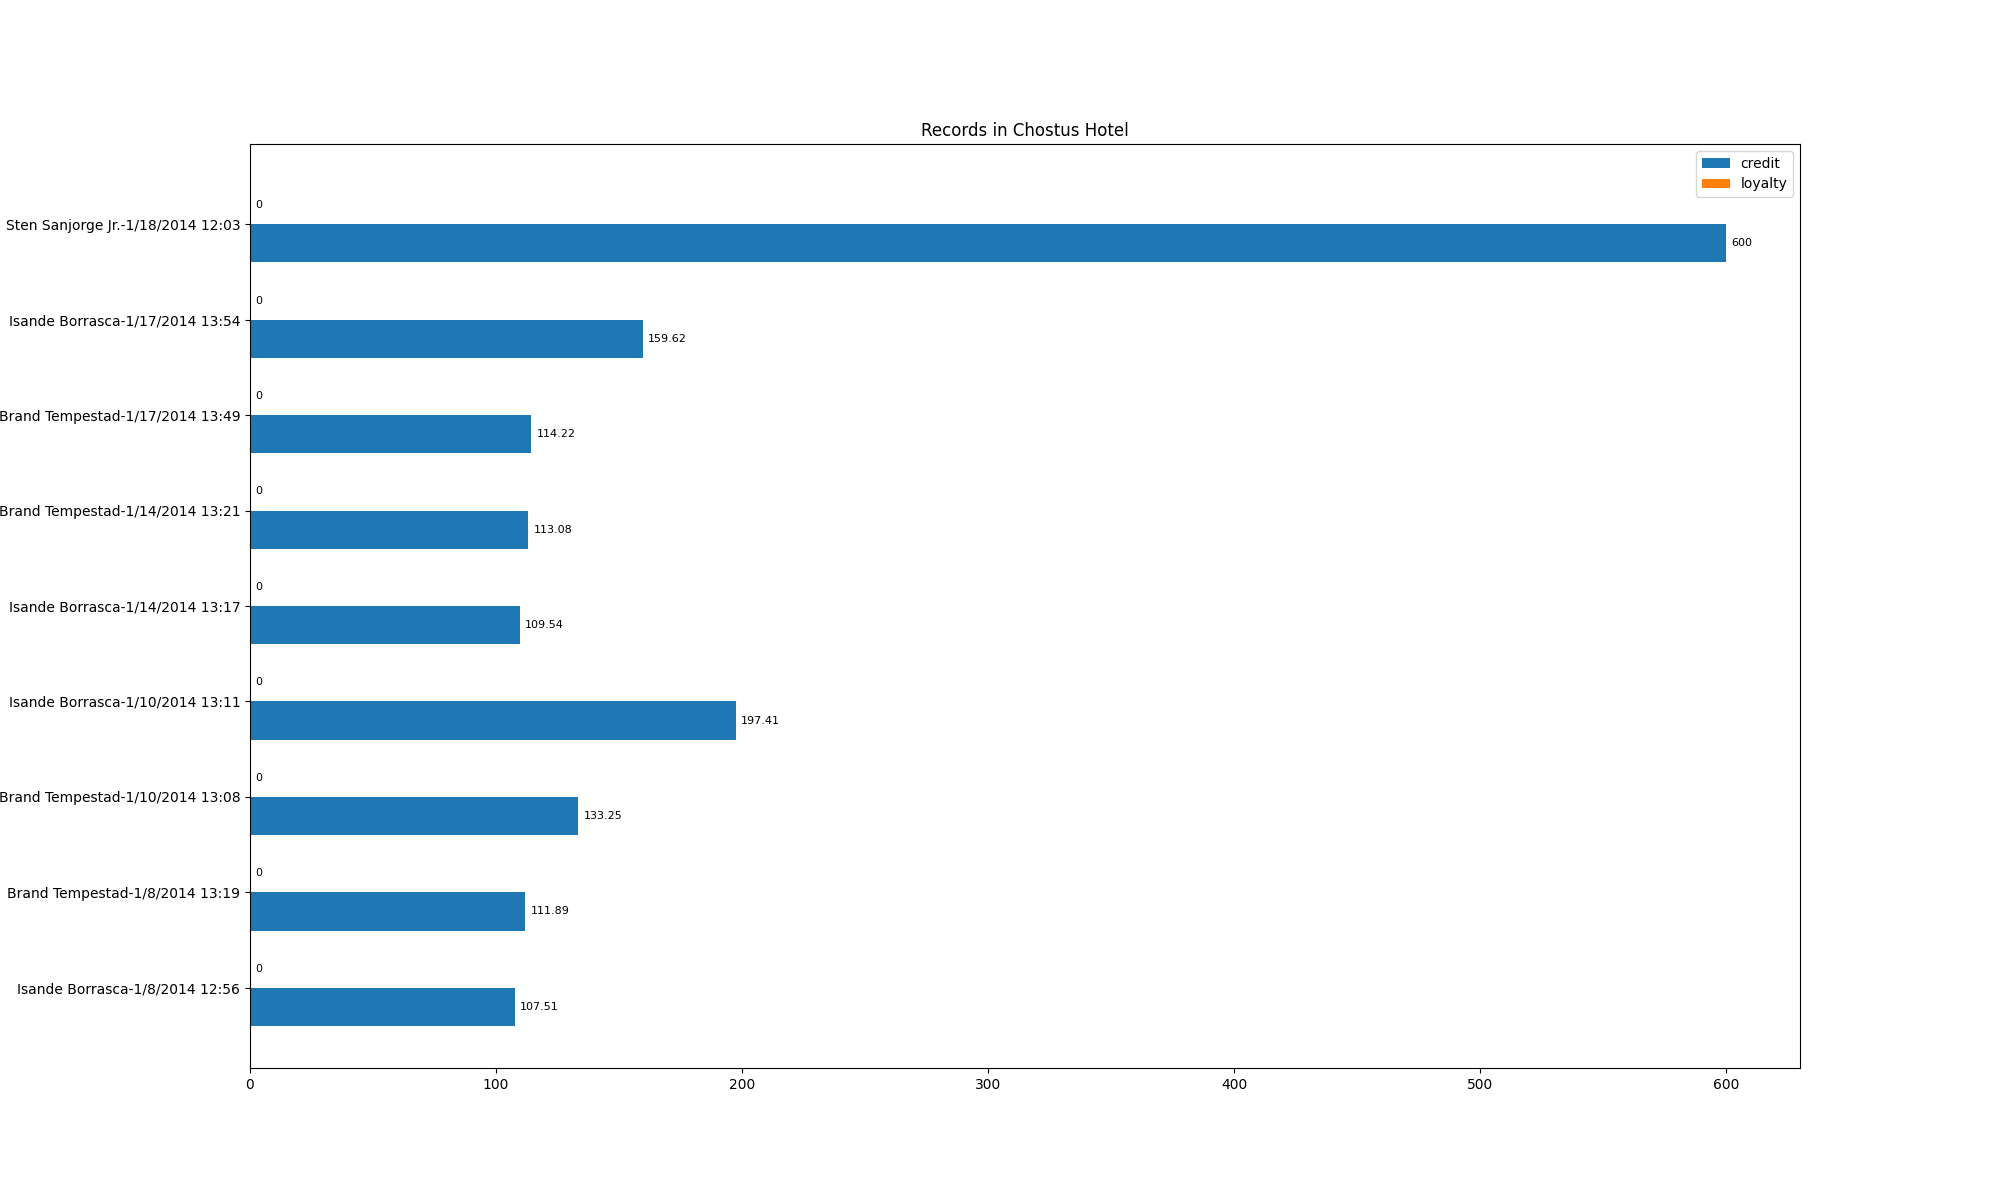 Records in Chostus Hotel
credit
loyalty
0
Sten Sanjorge Jr.-1/18/2014 12:03
600
0
Isande Borrasca-1/17/2014 13:54
159.62
0
Brand Tempestad-1/17/2014 13:49
114.22
0
Brand Tempestad-1/14/2014 13:21
113.08
0
Isande Borrasca-1/14/2014 13:17
109.54
0
Isande Borrasca-1/10/2014 13:11
197.41
0
Brand Tempestad-1/10/2014 13:08
133.25
0
Brand Tempestad-1/8/2014 13:19
111.89
0
Isande Borrasca-1/8/2014 12:56
107.51
0 100 200 300 400 500 600